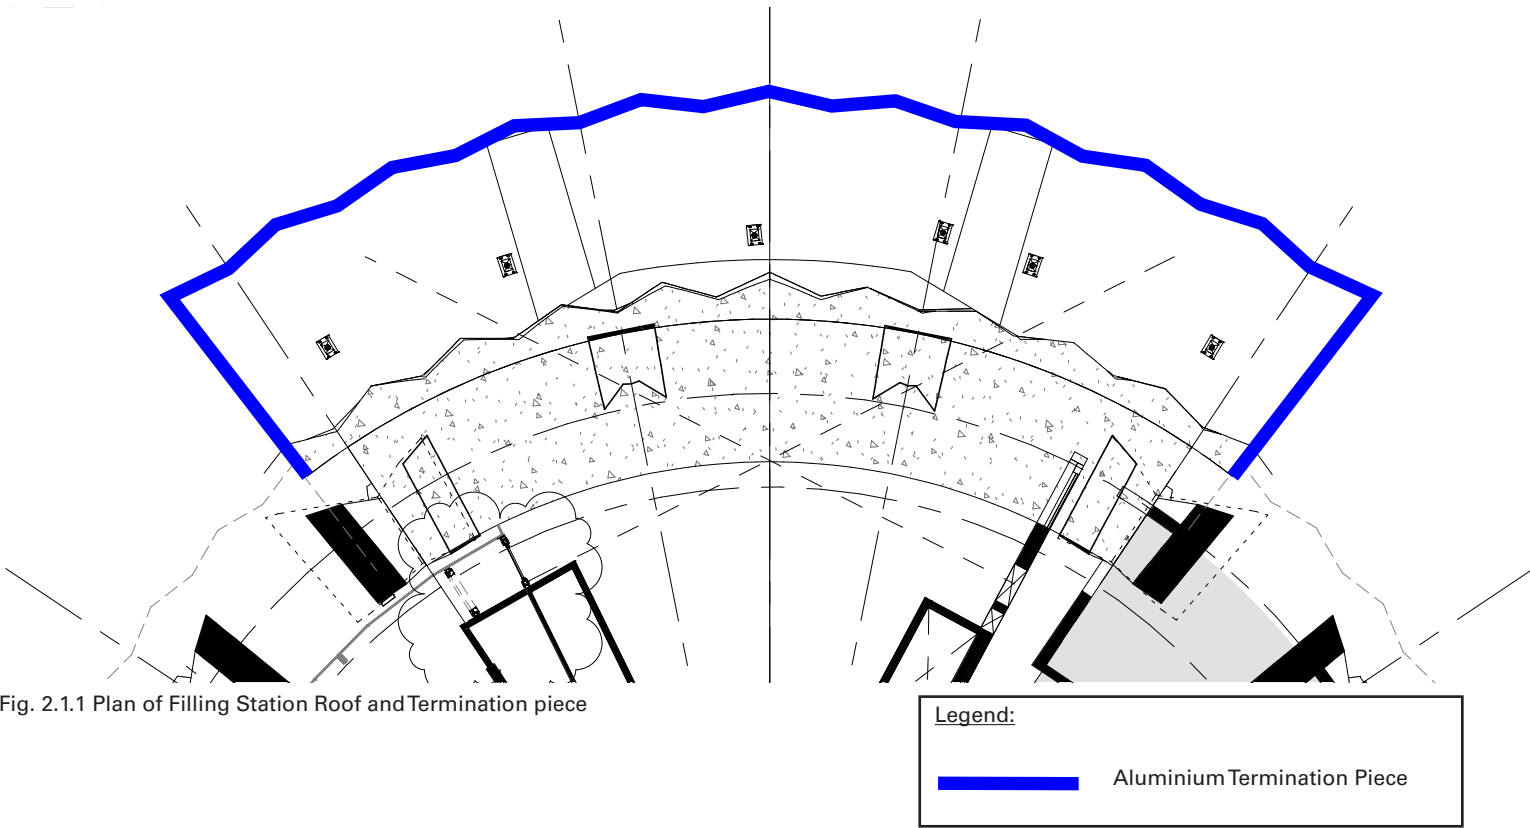 Fig. 2.1.1 Plan of Filling Station Roof and Termination piece
Legend:
Aluminium Termination Piece